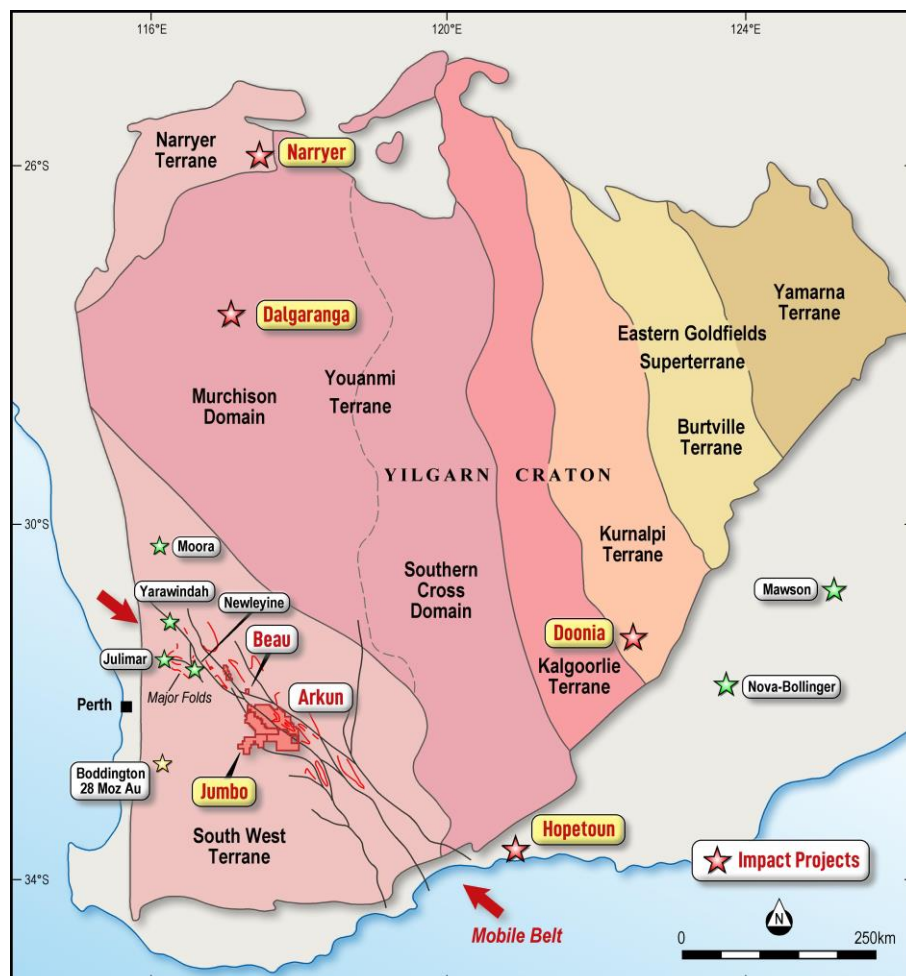 116°E
120°E
124°E
Narryer
Terrane
Narryer
26°S
Dalgaranga
Yamarna
Terrane
Eastern Goldfields
Superterrane
Murchison
Domain
Youanmi
Terrane
Burtville
Terrane
YILGARN CRATON
30°S
Kurnalpi
Terrane
Moora
Southern
Cross
Domain
Mawson
Yarawindah
Newleyine
Beau
Doonia
Julimar
Kalgoorlie
Terrane
Nova-Bollinger
Major Folds
Arkun
Perth
Boddington
28 Moz Au
Jumbo
South West
Terrane
Hopetoun
Impact Projects
34°S
N
Mobile Belt
0
250km